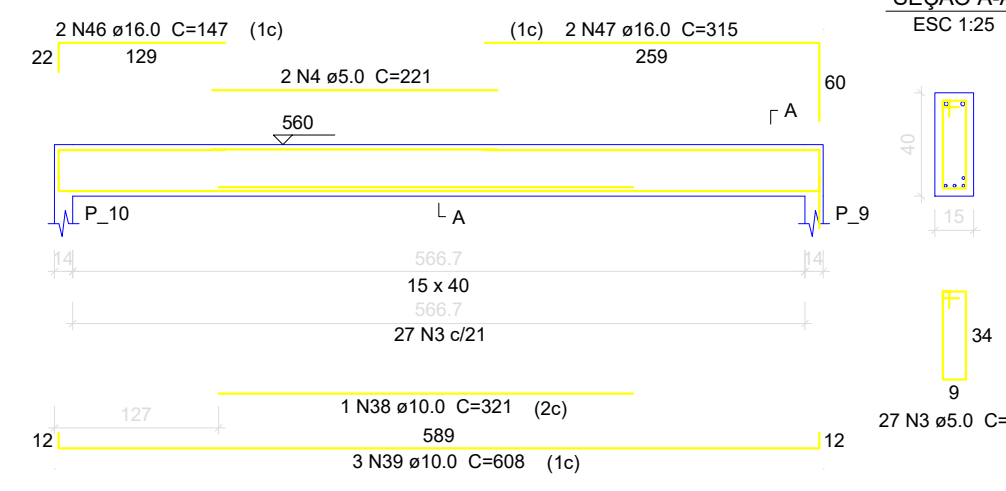 SEÇÃO A-A
ESC 1:25
2 N46 ø16.0 C=147 (1c)
(1c) 2 N47 ø16.0 C=315
22
129
259
60
2 N4 ø5.0 C=221
A
560
40
P_10
A
P_9
15
14
566.7
14
15 x 40
566.7
27 N3 c/21
34
9
27 N3 ø5.0 C=
1 N38 ø10.0 C=321 (2c)
127
12
589
12
3 N39 ø10.0 C=608 (1c)